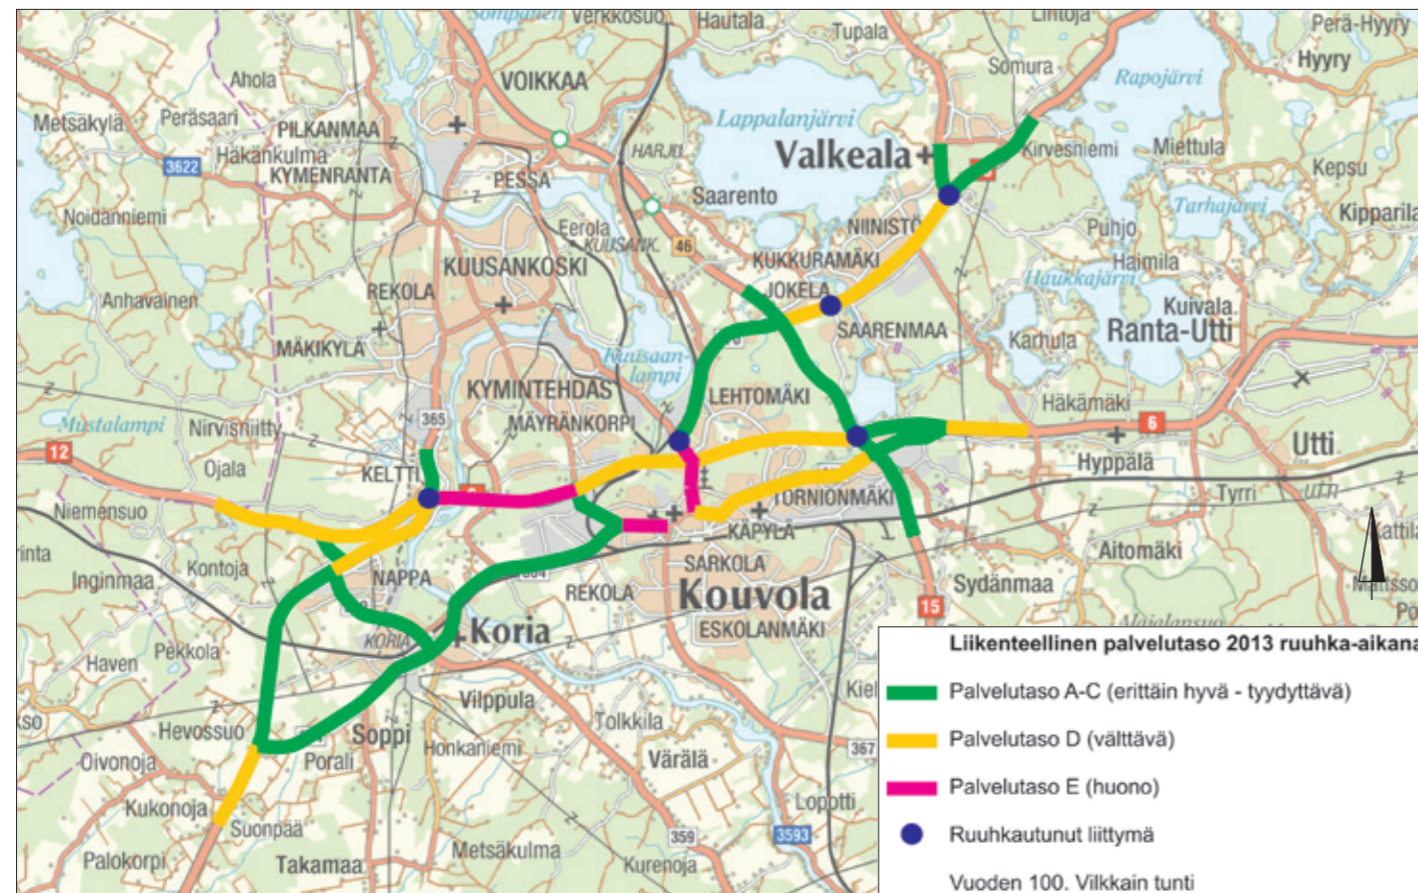 Sompanen
Verkkosuo
Hautala
Tupala
Lintoja
Perä-Hyyry
Hyyry
Ahola
VOIKKAA
Somura
Rapojärvi
Metsäkylä
Peräsaari
PILKANMAA
Lappalanjärvi
3622
Häkänkulma
KYMENRANTA
HARJU
Valkeala
Kirvesniemi
Miettula
Kepsu
PESSA
Saarento
Noidanniemi
Tarhajärvi
Kipparila
Eerola
KUUSANK.
46
NIINISTÖ
Puhjo
KUUSANKOSKI
KUKKURAMÄKI
Haimila
Haukkajärvi
REKOLA
JOKELA
Anhavainen
Kuivala
SAARENMAA
Ranta-Utti
Karhula
MÄKIKYLÄ
Kuusaan-
lampi
KYMINTEHDAS
LEHTOMÄKI
Häkämäki
365
MÄYRÄNKORPI
6
Mustalampi
Nirvisniitty
12
Utti
Ojala
KELTTI
Hyppälä
Niemensuo
TORNIONMÄKI
Tyrri
UTTI
KÄPYLÄ
Kattila
rinta
Kontoja
Inginmaa
NAPPA
SARKOLA
Aitomäki
REKOLA
Kouvola
Sydänmaa
15
KORIA
Koria
ESKOLANMÄKI
Haven
Pekkola
Vilppula
Tolkkila
Hevossuo
Soppi
Honkaniemi
367
Oivonoja
Porali
Värälä
Kukonoja
Suonpää
Lopotti
359
3593
Palokorpi
Takamaa
Metsäkulma
Kurenoja
Liikenteellinen palvelutaso 2013 ruuhka-aikana
Palvelutaso A-C (erittäin hyvä - tyydyttävä)
Palvelutaso D (välttävä)
Palvelutaso E (huono)
Ruuhkautunut liittymä
Vuoden 100. Vilkkain tunti